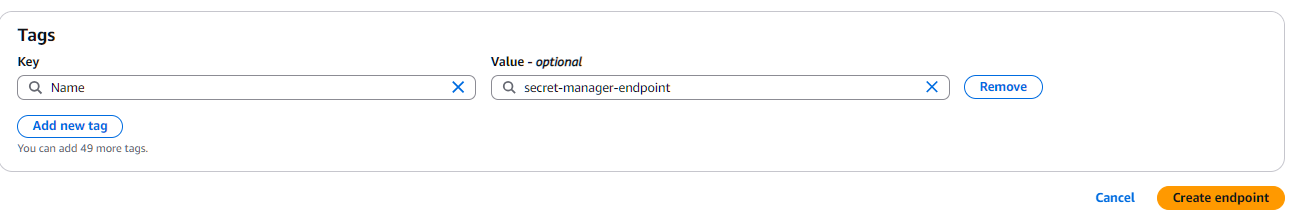 Tags
Key
Value - optional
Name
secret-manager-endpoint
Remove
Add new tag
You can add 49 more tags.
Cancel
Create endpoint